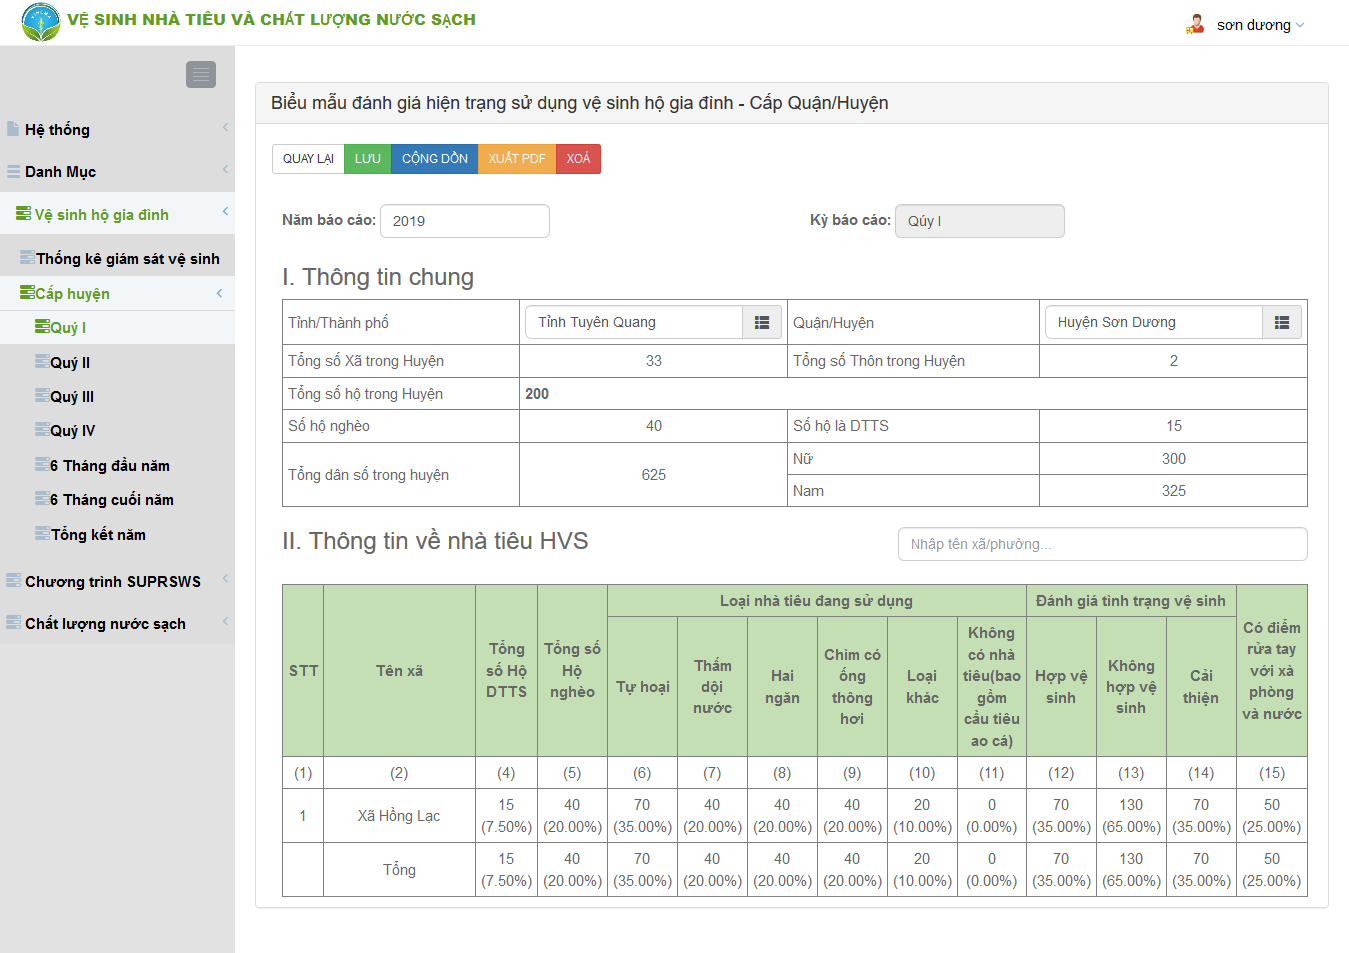 VỆ SINH NHÀ TIÊU VÀ CHẤT LƯỢNG NƯỚC SẠCH
sơn dương
Hệ thống
Danh Mục
Vệ sinh hộ gia đình
Thống kê giám sát vệ sinh
Cấp huyện
Quý I
Quý II
Quý III
Quý IV
6 Tháng đầu năm
6 Tháng cuối năm
Tổng kết năm
Chương trình SUPRSWS
Chất lượng nước sạch
Biểu mẫu đánh giá hiện trạng sử dụng vệ sinh hộ gia đình - Cấp Quận/Huyện
QUAY LẠI LƯU CỘNG DỒN XUẤT PDF XOÁ
Năm báo cáo: 2019 Kỳ báo cáo: Qúy I
I. Thông tin chung
Tỉnh/Thành phố Tỉnh Tuyên Quang Quận/Huyện Huyện Sơn Dương
Tổng số Xã trong Huyện 33 Tổng số Thôn trong Huyện 2
Tổng số hộ trong Huyện 200
Số hộ nghèo 40 Số hộ là DTTS 15
Tổng dân số trong huyện 625 Nữ 300
Nam 325
II. Thông tin về nhà tiêu HVS Nhập tên xã/phường...
STT Tên xã Tổng số Hộ DTTS Tổng số Hộ nghèo Loại nhà tiêu đang sử dụng Đánh giá tình trạng vệ sinh Có điểm rửa tay với xà phòng và nước
Tự hoại Thấm dội nước Hai ngăn Chìm có ống thông hơi Loại khác Không có nhà tiêu(bao gồm cầu tiêu ao cá) Hợp vệ sinh Không hợp vệ sinh Cải thiện
(1) (2) (4) (5) (6) (7) (8) (9) (10) (11) (12) (13) (14) (15)
1 Xã Hồng Lạc 15 40 70 40 40 40 20 0 70 130 70 50
(7.50%) (20.00%) (35.00%) (20.00%) (20.00%) (20.00%) (10.00%) (0.00%) (35.00%) (65.00%) (35.00%) (25.00%)
Tổng 15 40 70 40 40 40 20 0 70 130 70 50
(7.50%) (20.00%) (35.00%) (20.00%) (20.00%) (20.00%) (10.00%) (0.00%) (35.00%) (65.00%) (35.00%) (25.00%)